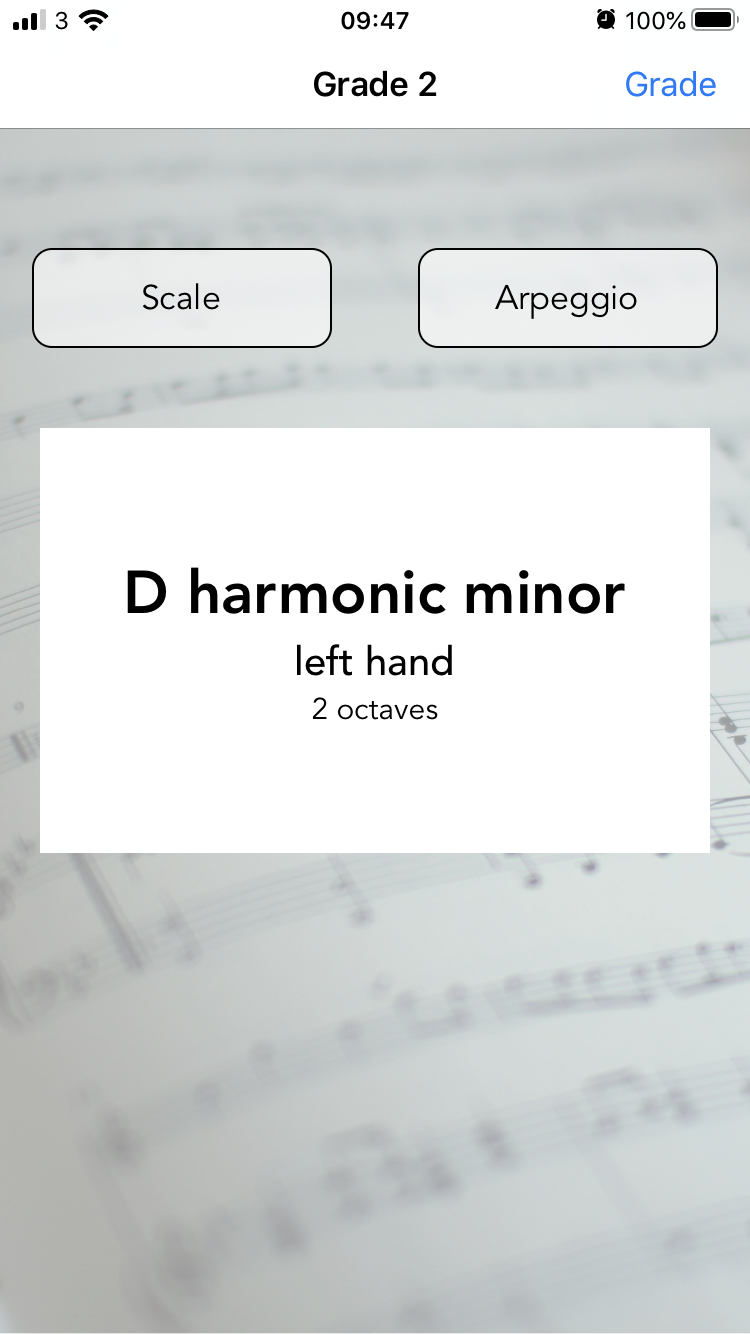 3 09:47 100%
Grade 2 Grade
Scale Arpeggio
D harmonic minor
left hand
2 octaves